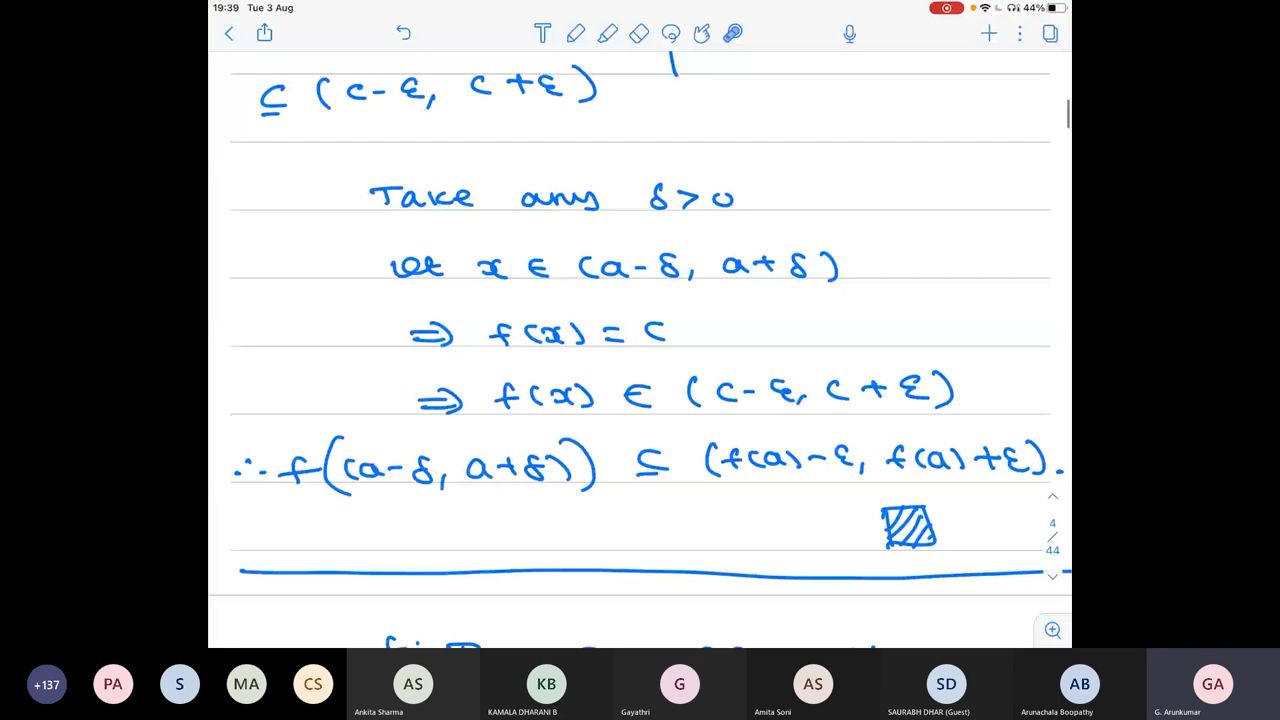 19:39 Tue 3 Aug
44%
⊆ (c-ε, c+ε)
Take any δ>0
let x ∈ (a-δ, a+δ)
⇒ f(x) = c
⇒ f(x) ∈ (c-ε, c+ε)
∴ f((a-δ, a+δ)) ⊆ (f(a)-ε, f(a)+ε).
4
/
44
+137
PA
S
MA
CS
AS
KB
G
AS
SD
AB
GA
Ankita Sharma
KAMALA DHARANI B
Gayathri
Amita Soni
SAURABH DHAR (Guest)
Arunachala Boopathy
G. Arunkumar